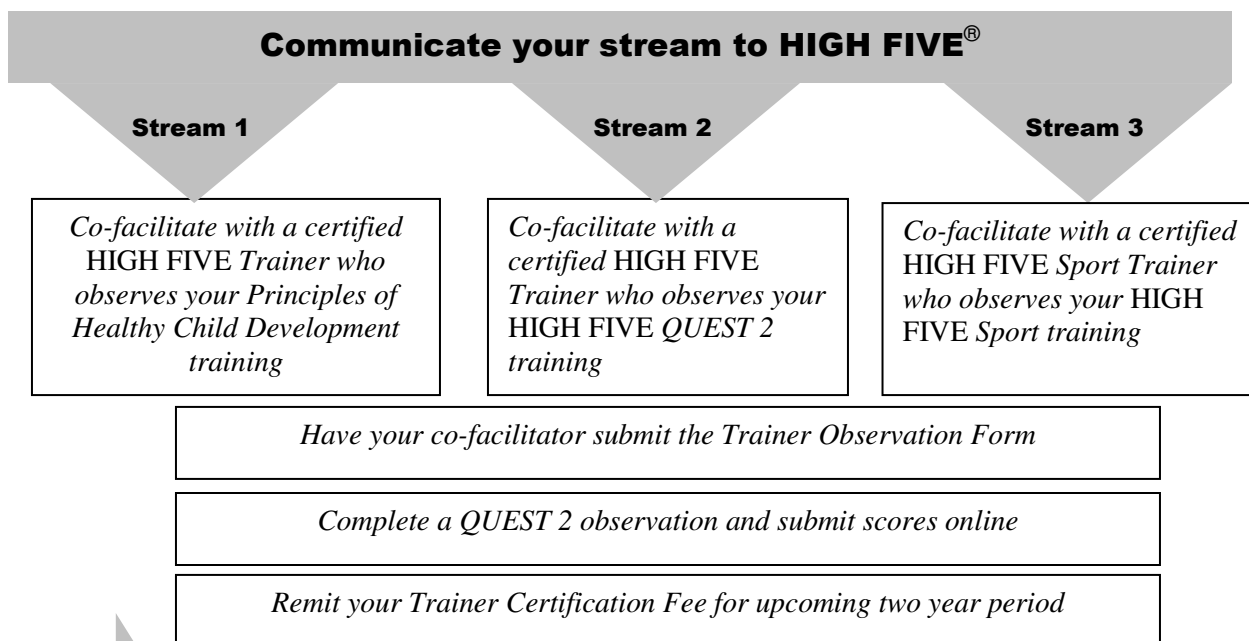 Communicate your stream to HIGH FIVE®
Stream 1
Stream 2
Stream 3
Co-facilitate with a certified
HIGH FIVE Trainer who
observes your Principles of
Healthy Child Development
training
Co-facilitate with a
certified HIGH FIVE
Trainer who observes your
HIGH FIVE QUEST 2
training
Co-facilitate with a certified
HIGH FIVE Sport Trainer
who observes your HIGH
FIVE Sport training
Have your co-facilitator submit the Trainer Observation Form
Complete a QUEST 2 observation and submit scores online
Remit your Trainer Certification Fee for upcoming two year period